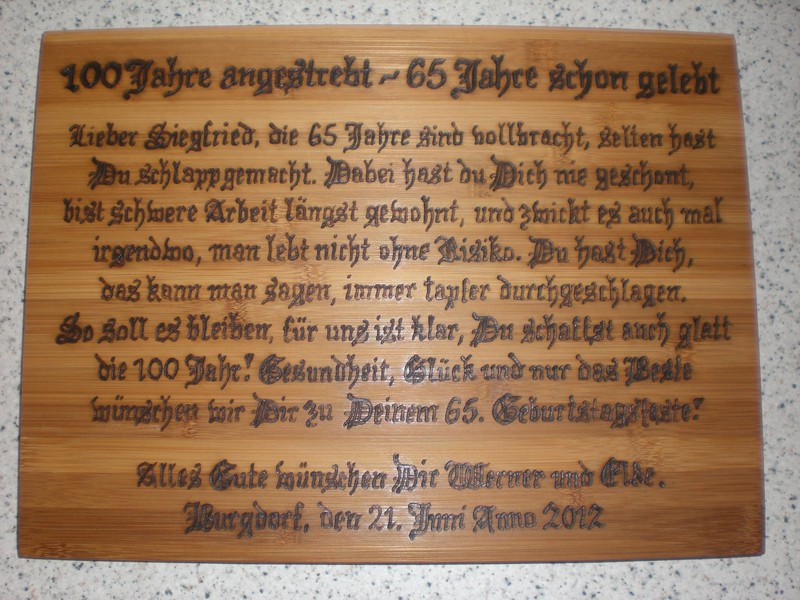 100 Jahre angestrebt ~ 65 Jahre schon gelebt
Lieber Siegfried, die 65 Jahre sind vollbracht, selten hast
Du schlappgemacht. Dabei hast du Dich nie geschont,
bist schwere Arbeit längst gewohnt, und zwickt es auch mal
irgendwo, man lebt nicht ohne Risiko. Du hast Dich,
das kann man sagen, immer tapfer durchgeschlagen.
So soll es bleiben, für uns ist klar, Du schaffst auch glatt
die 100 Jahr! Gesundheit, Glück und nur das Beste
wünschen wir Dir zu Deinem 65. Geburtstagsfeste!
Alles Gute wünschen Dir Werner und Elke.
Burgdorf, den 21. Juni Anno 2012